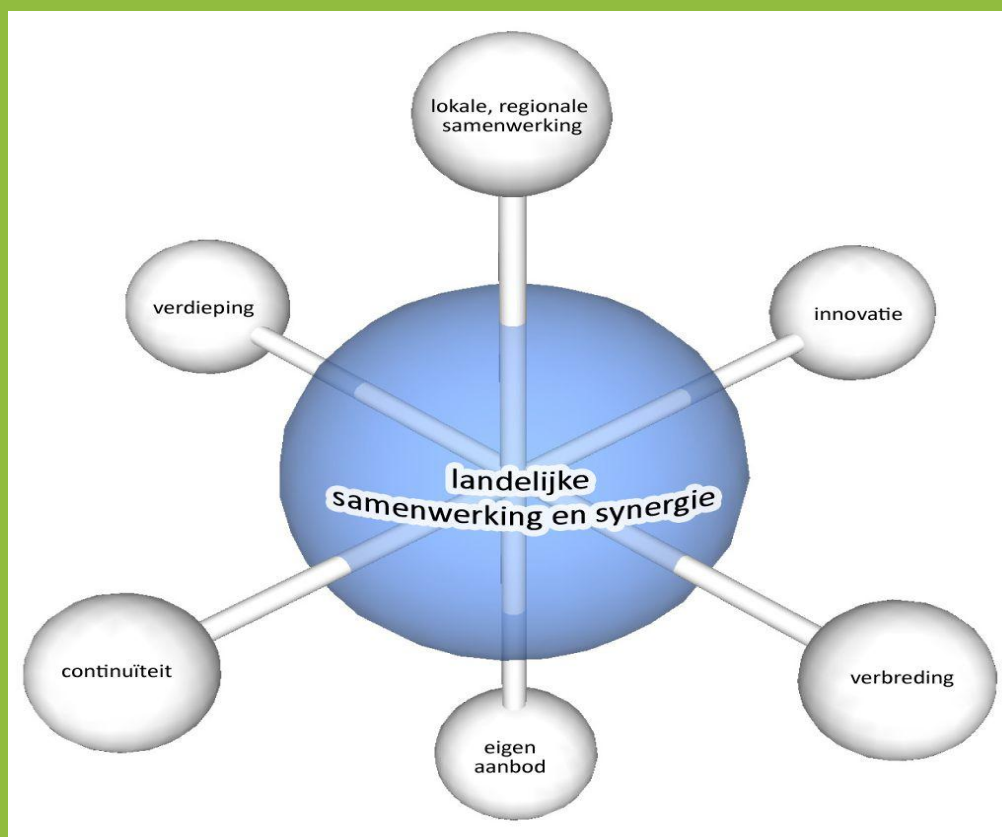 lokale, regionale
samenwerking
verdieping
innovatie
landelijke
samenwerking en synergie
continuïteit
verbreding
eigen
aanbod